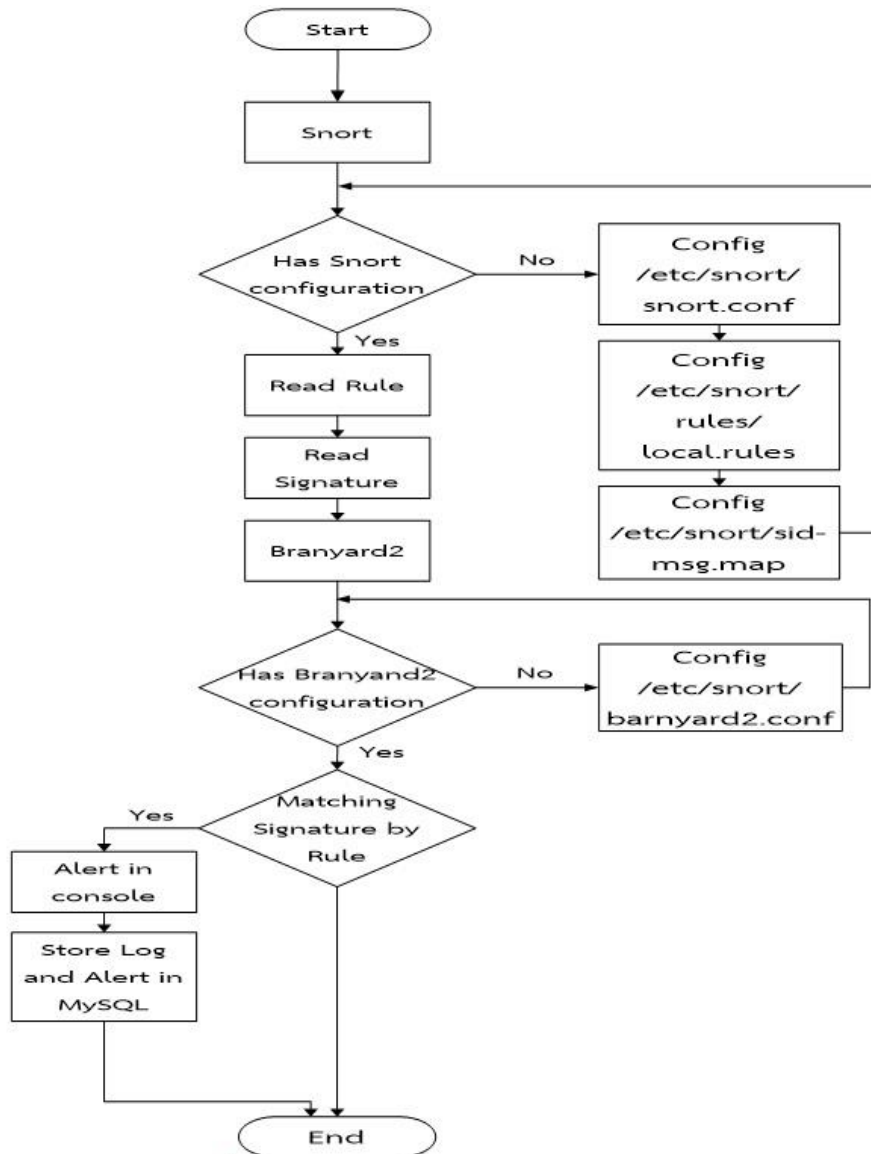 Start
Snort
Has Snort
configuration
No
Config
/etc/snort/
snort.conf
Yes
Read Rule
Config
/etc/snort/
rules/
local.rules
Read
Signature
Config
/etc/snort/sid-
msg.map
Branyard2
Has Branyand2
configuration
No
Config
/etc/snort/
barnyard2.conf
Yes
Matching
Signature by
Rule
Yes
Alert in
console
Store Log
and Alert in
MySQL
End